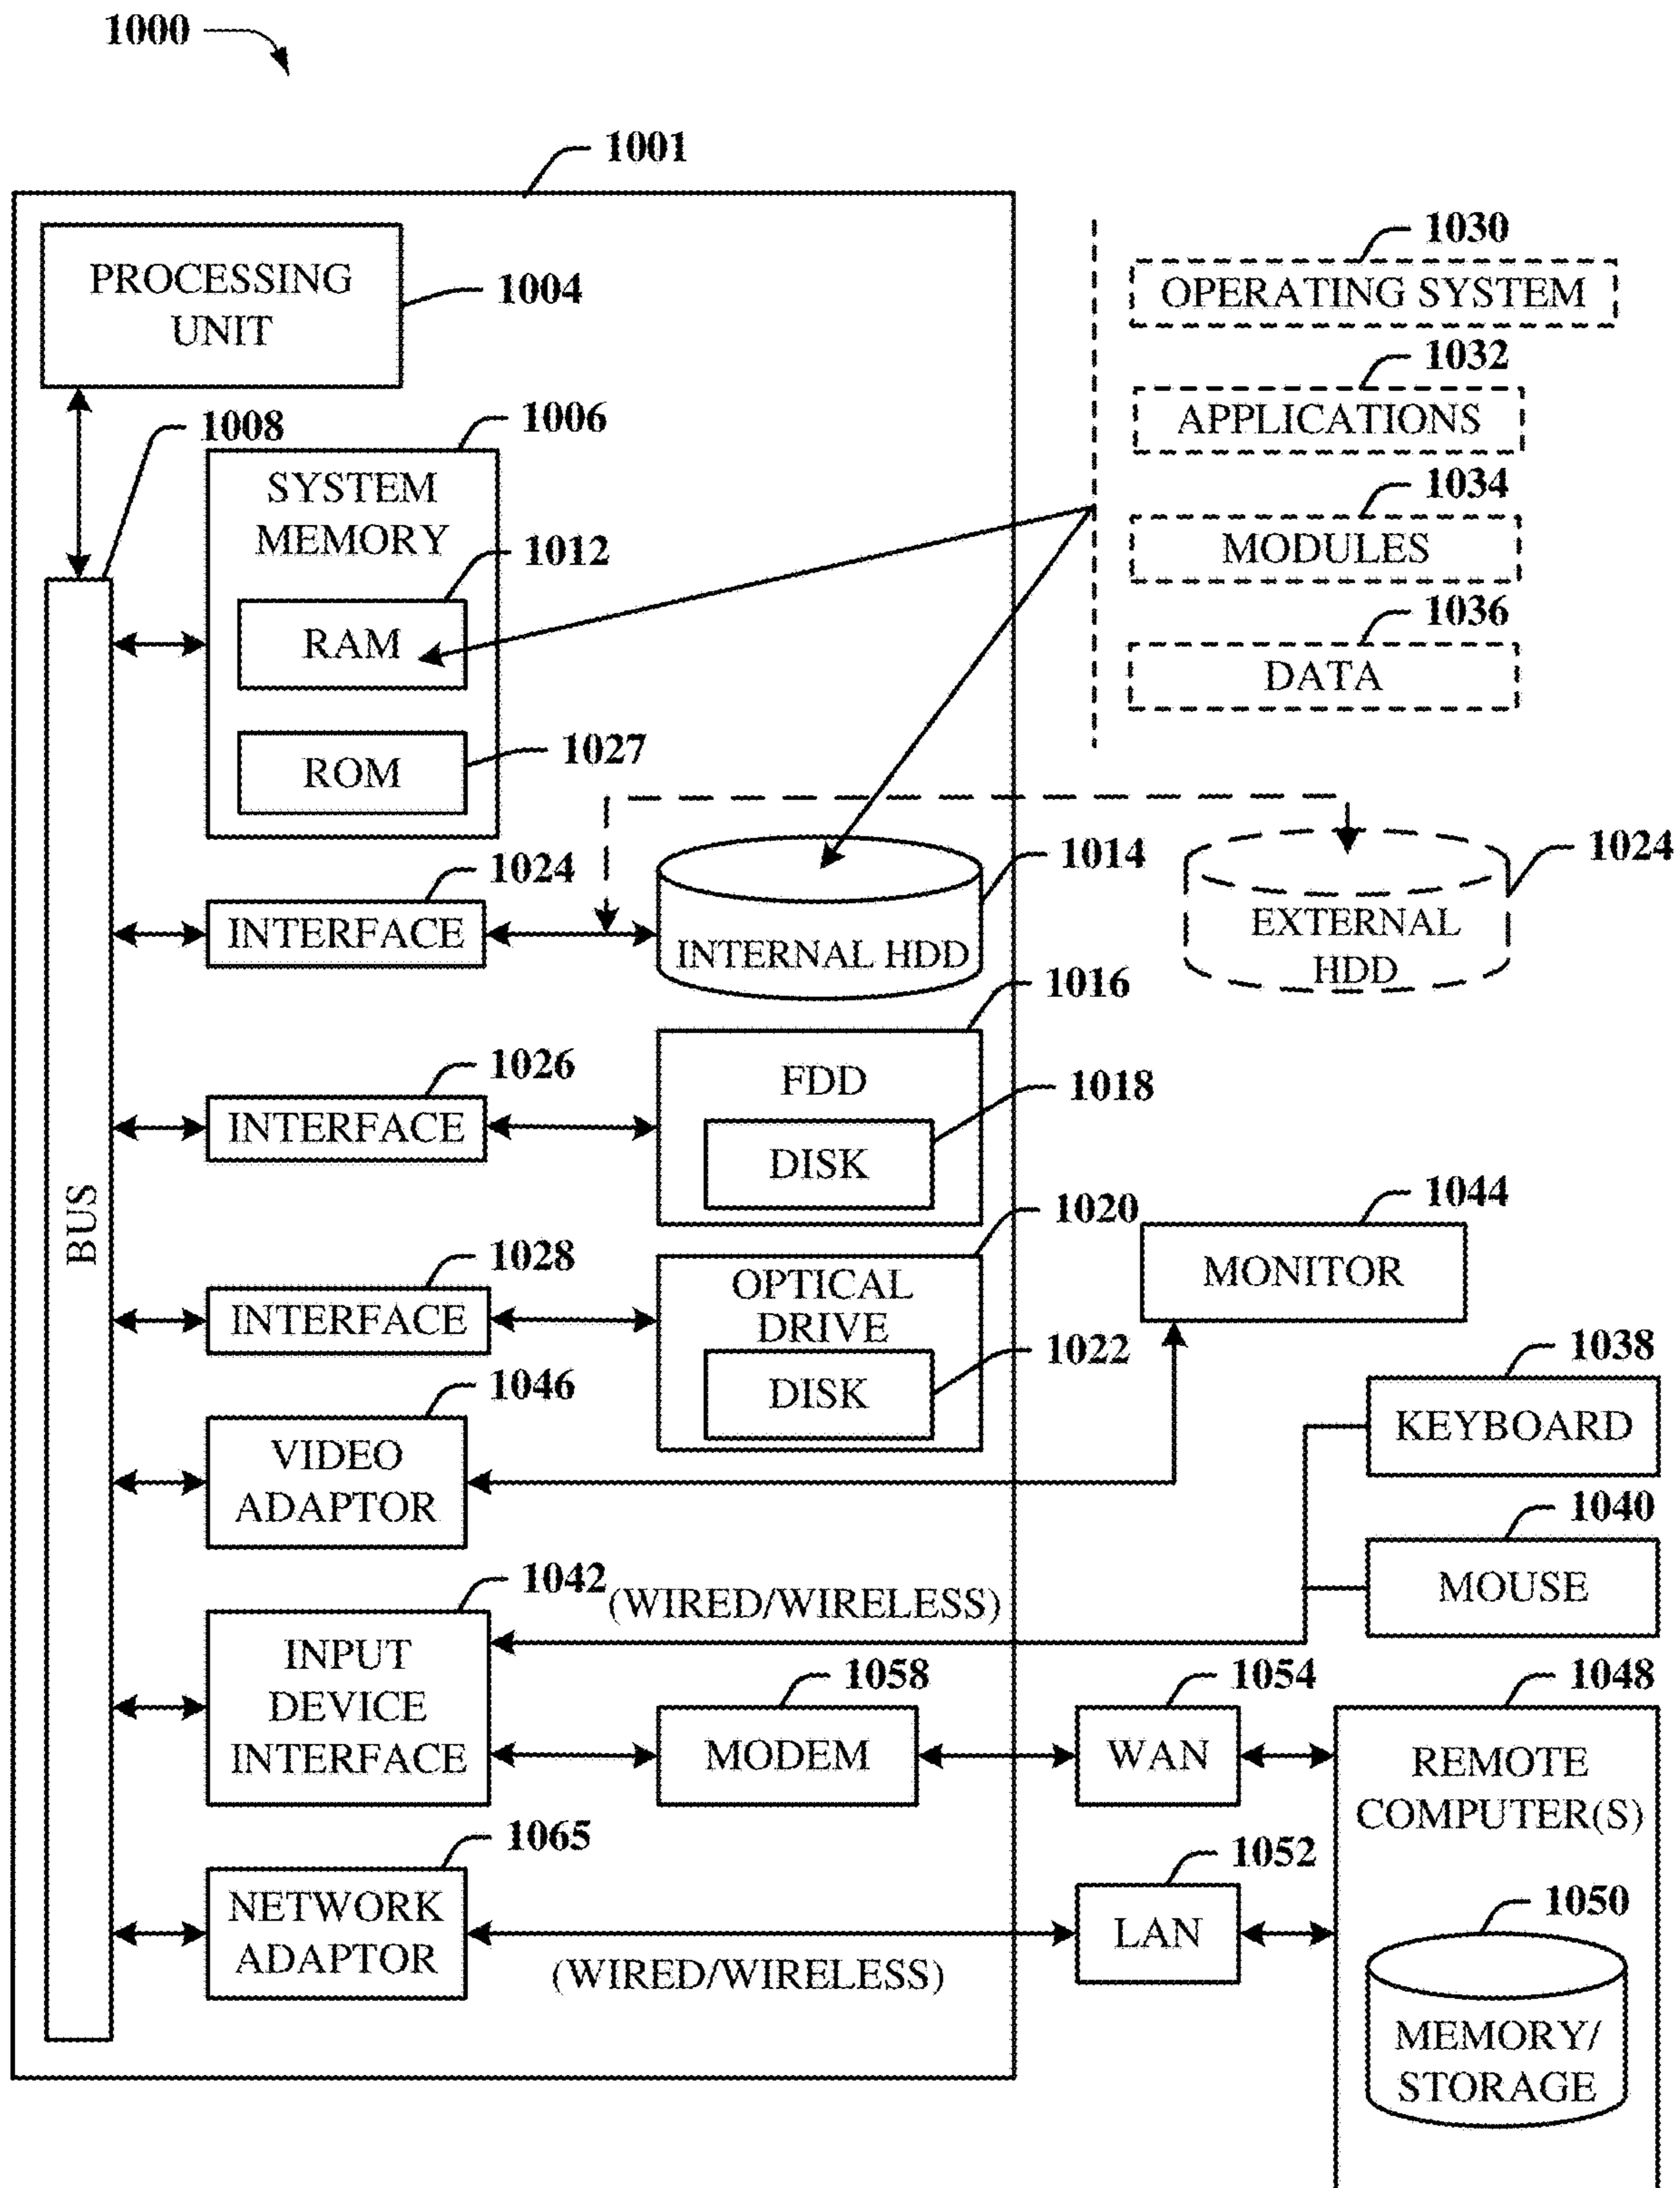 1000
1001
PROCESSING
UNIT
1004
1030
OPERATING SYSTEM
1032
APPLICATIONS
1034
MODULES
1036
DATA
1008
1006
SYSTEM
MEMORY
1012
RAM
1027
ROM
1024
INTERFACE
1014
INTERNAL HDD
1024
EXTERNAL
HDD
1016
1026
INTERFACE
FDD
1018
DISK
BUS
1020
1028
INTERFACE
OPTICAL
DRIVE
1022
DISK
1044
MONITOR
1046
VIDEO
ADAPTOR
1038
KEYBOARD
1040
MOUSE
1042
(WIRED/WIRELESS)
INPUT
DEVICE
INTERFACE
1058
MODEM
1054
WAN
1048
REMOTE
COMPUTER(S)
1065
NETWORK
ADAPTOR
(WIRED/WIRELESS)
1052
LAN
1050
MEMORY/
STORAGE